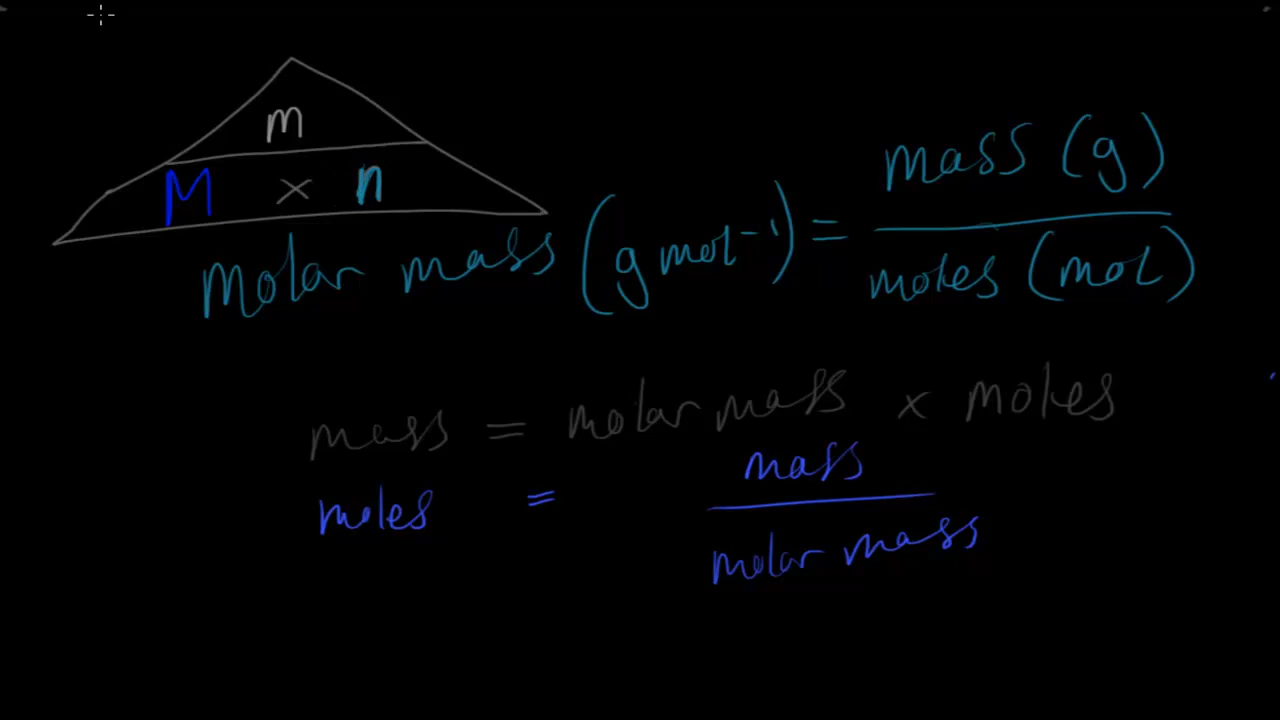 m
M × n
molar mass (g mol⁻¹) = mass (g) / moles (mol)
mass = molar mass × moles
moles = mass / molar mass